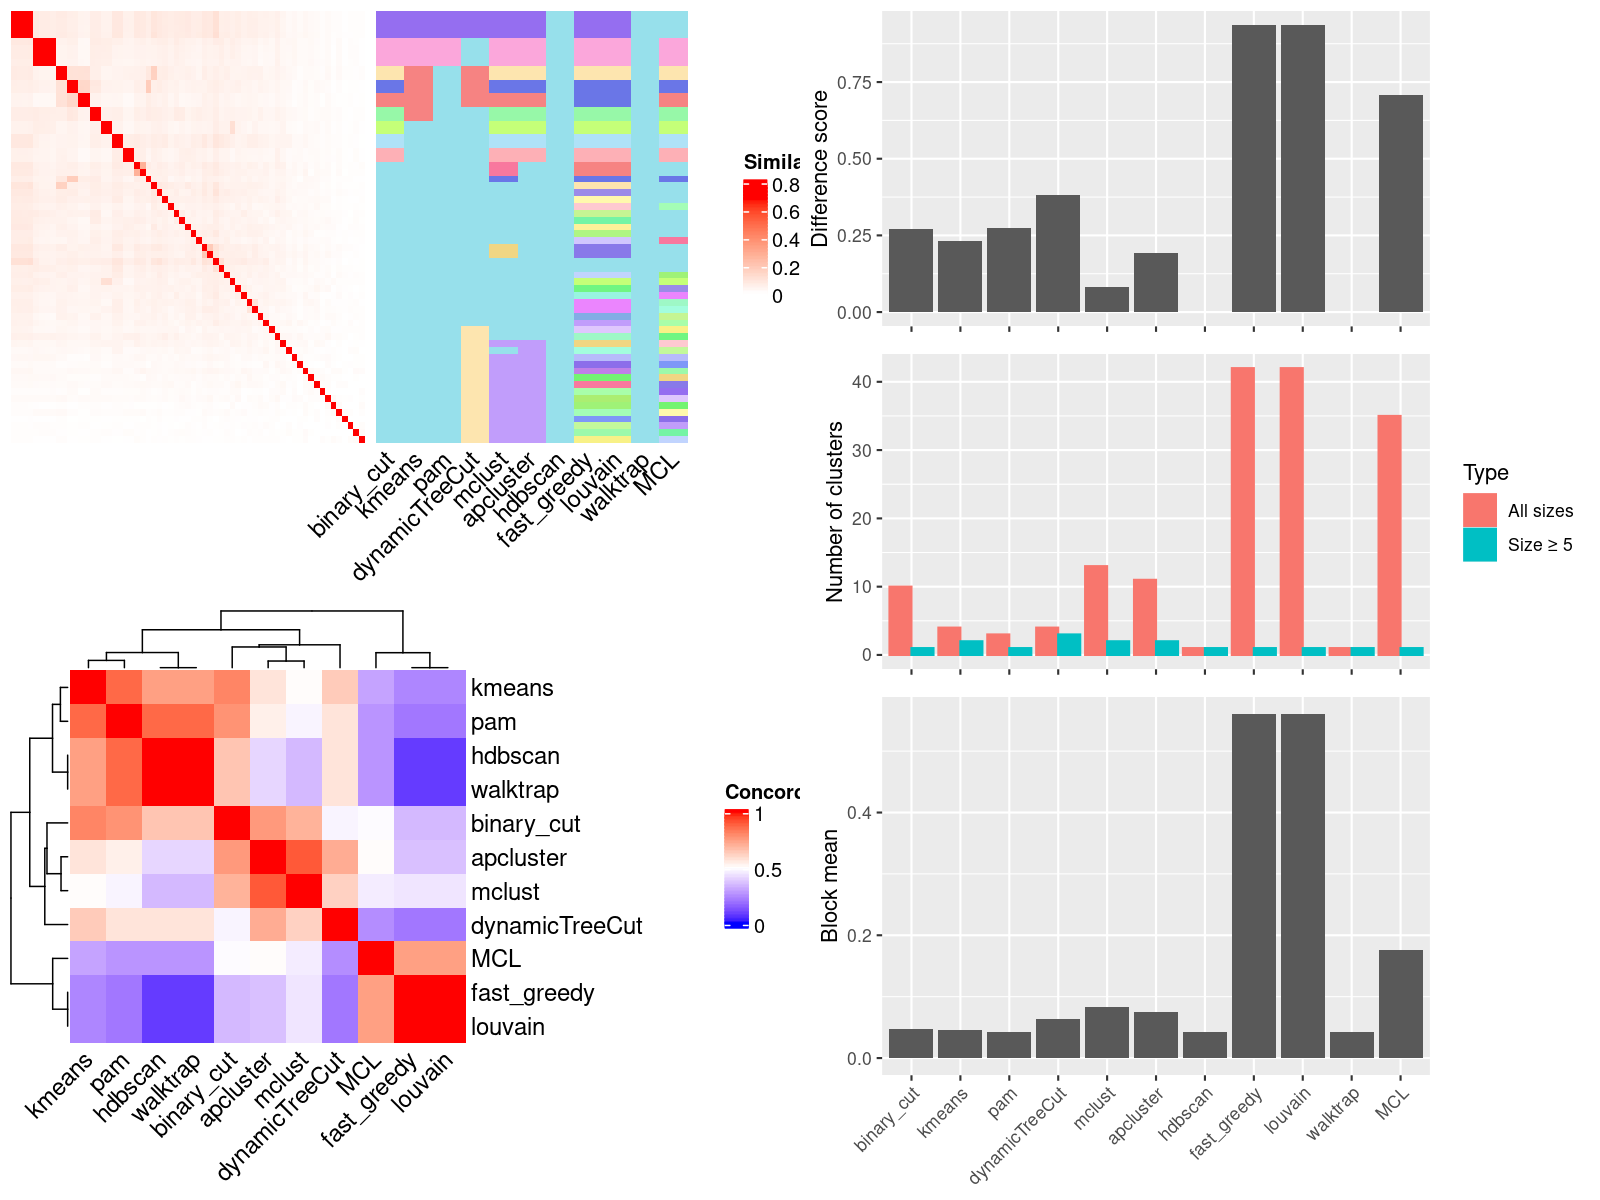 Simila
0.8
0.6
0.4
0.2
0
binary_cut
kmeans
pam
dynamicTreeCut
mclust
apcluster
hdbscan
fast_greedy
louvain
walktrap
MCL
Difference score
0.75
0.50
0.25
0.00
Number of clusters
40
30
20
10
0
Type
All sizes
Size ≥ 5
kmeans
pam
hdbscan
walktrap
binary_cut
apcluster
mclust
dynamicTreeCut
MCL
fast_greedy
louvain
Concorc
1
0.5
0
kmeans
pam
hdbscan
walktrap
binary_cut
apcluster
mclust
dynamicTreeCut
MCL
fast_greedy
louvain
Block mean
0.4
0.2
0.0
binary_cut
kmeans
pam
dynamicTreeCut
mclust
apcluster
hdbscan
fast_greedy
louvain
walktrap
MCL